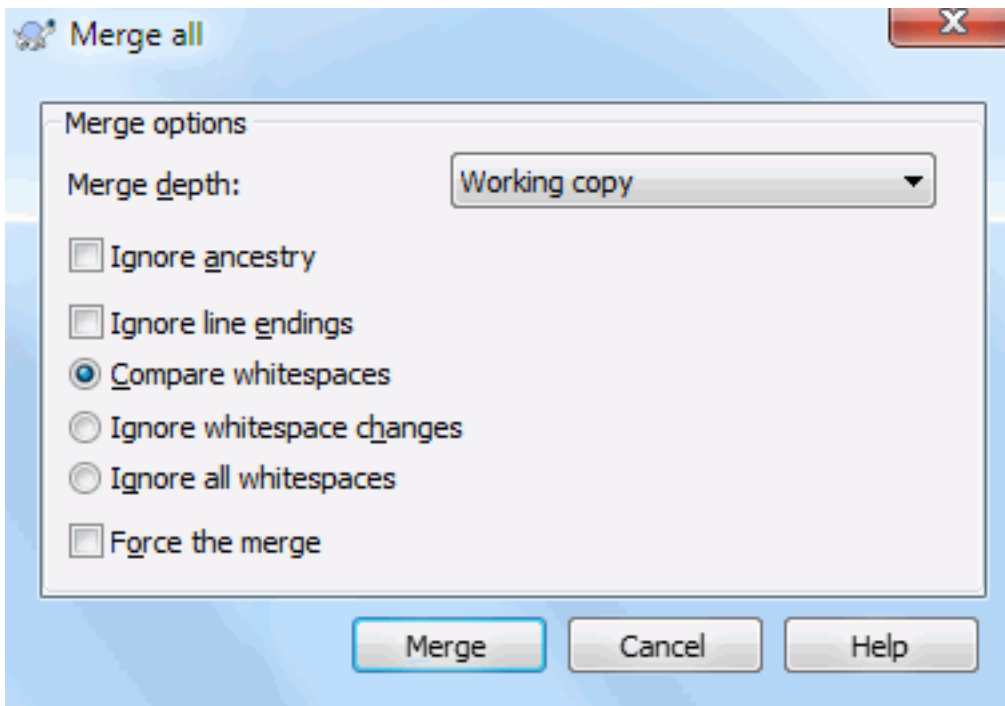 Merge all
Merge options
Merge depth: Working copy
Ignore ancestry
Ignore line endings
Compare whitespaces
Ignore whitespace changes
Ignore all whitespaces
Force the merge
Merge Cancel Help